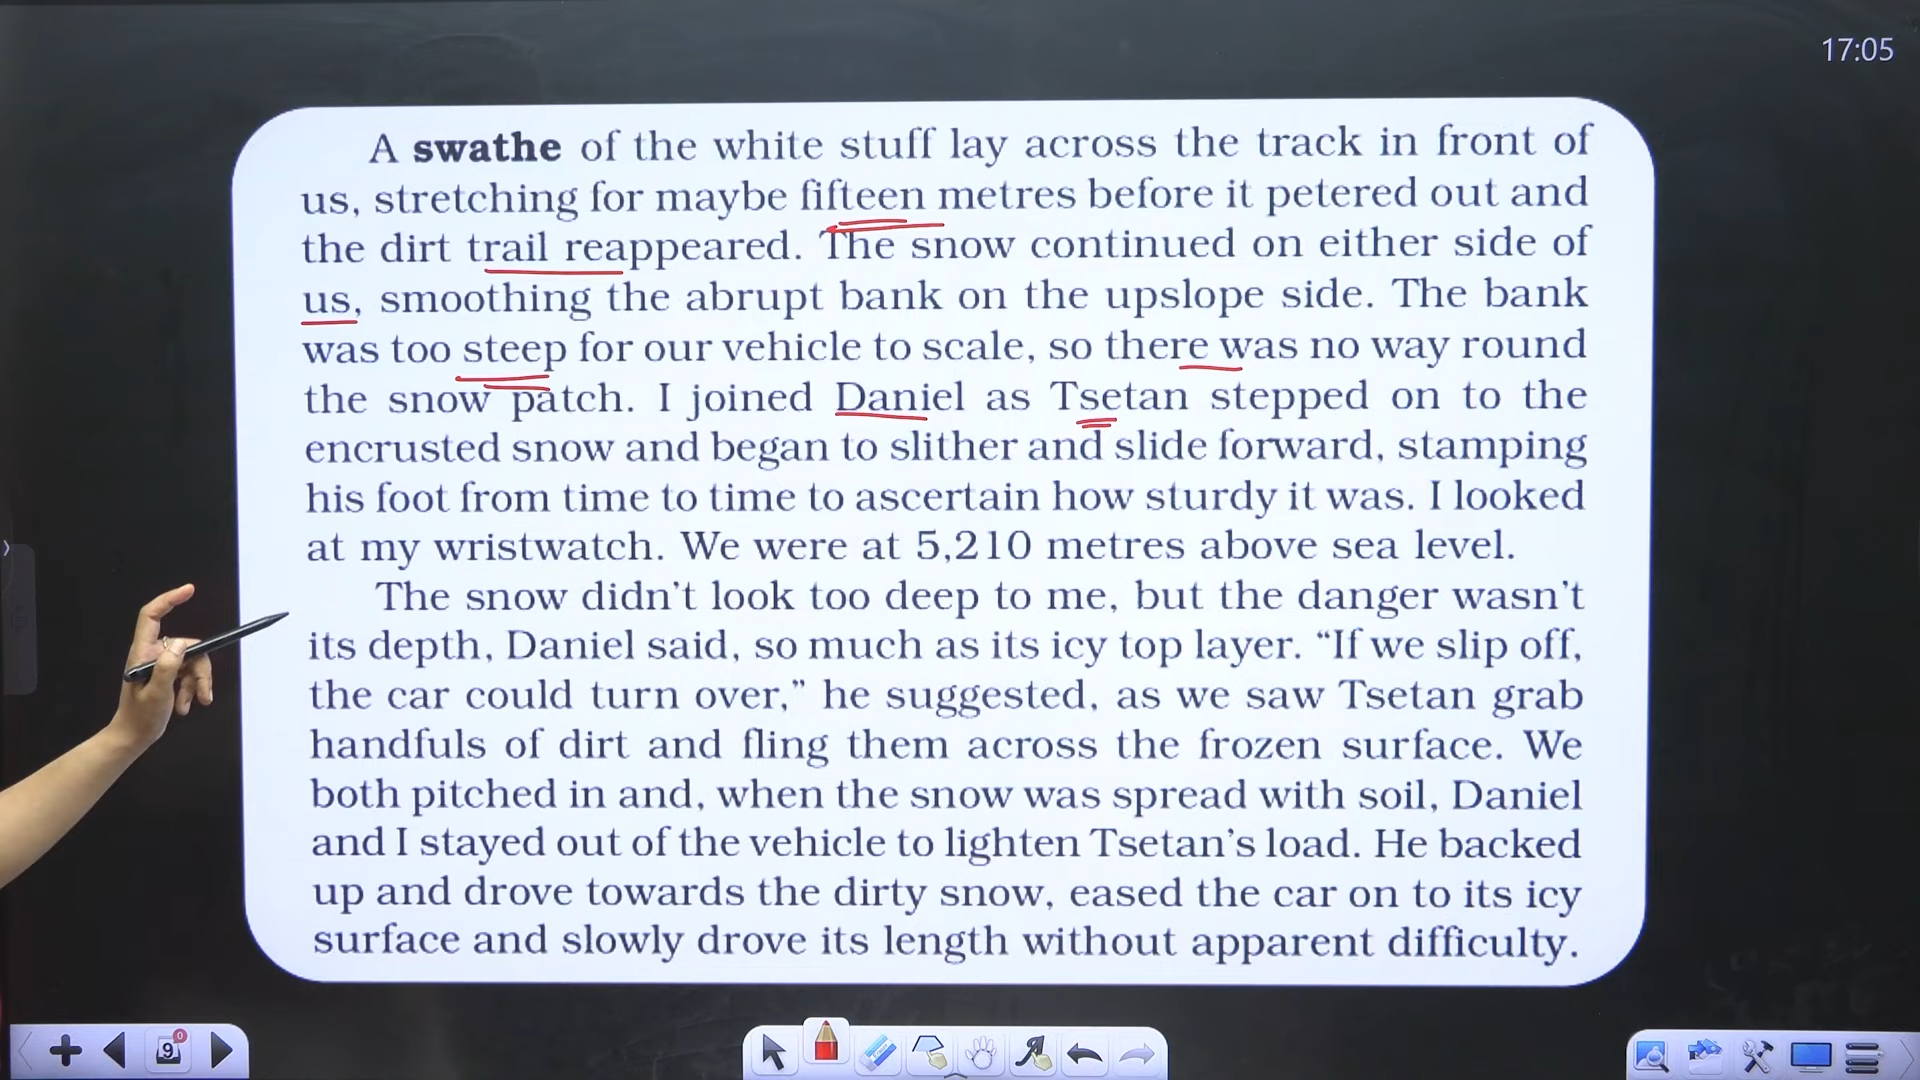 17:05
A swathe of the white stuff lay across the track in front of
us, stretching for maybe fifteen metres before it petered out and
the dirt trail reappeared. The snow continued on either side of
us, smoothing the abrupt bank on the upslope side. The bank
was too steep for our vehicle to scale, so there was no way round
the snow patch. I joined Daniel as Tsetan stepped on to the
encrusted snow and began to slither and slide forward, stamping
his foot from time to time to ascertain how sturdy it was. I looked
at my wristwatch. We were at 5,210 metres above sea level.
The snow didn't look too deep to me, but the danger wasn't
its depth, Daniel said, so much as its icy top layer. “If we slip off,
the car could turn over,” he suggested, as we saw Tsetan grab
handfuls of dirt and fling them across the frozen surface. We
both pitched in and, when the snow was spread with soil, Daniel
and I stayed out of the vehicle to lighten Tsetan's load. He backed
up and drove towards the dirty snow, eased the car on to its icy
surface and slowly drove its length without apparent difficulty.
9
0